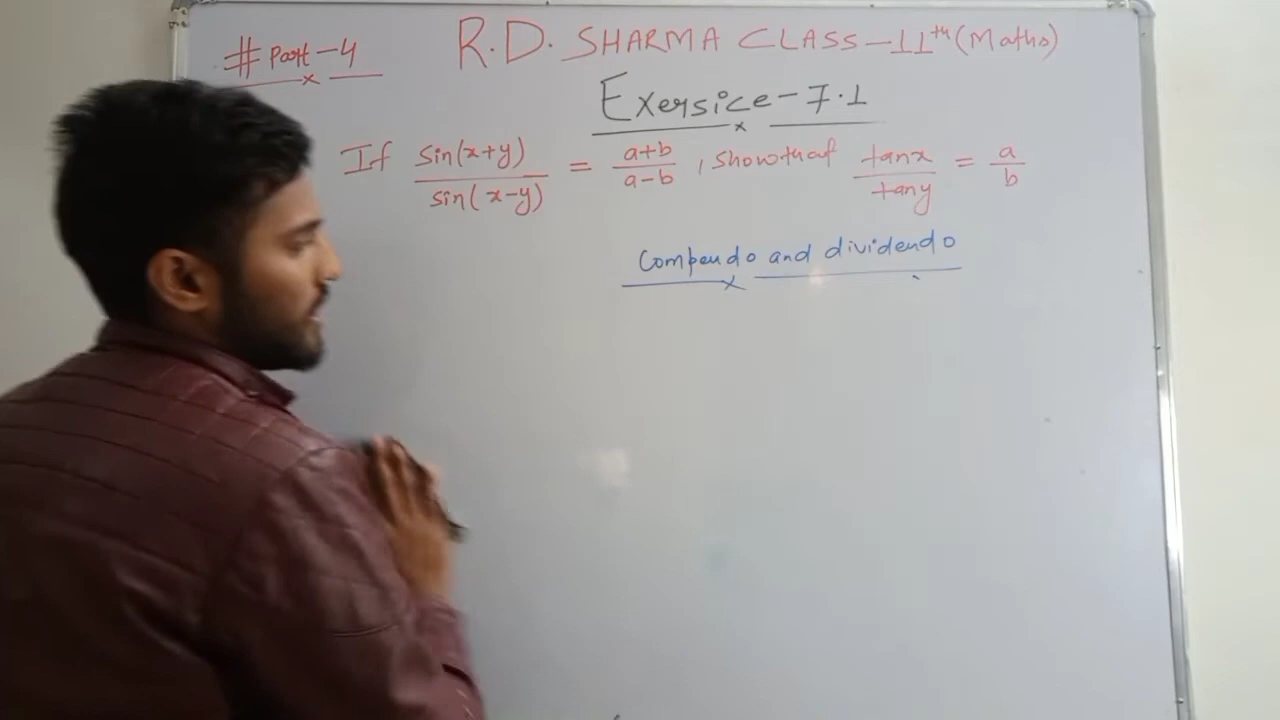 # Part-4
R.D. SHARMA CLASS-11th (Maths)
Exersice-7.1
If sin(x+y)/sin(x-y) = a+b/a-b, show that tanx/tany = a/b
Compendo and dividendo